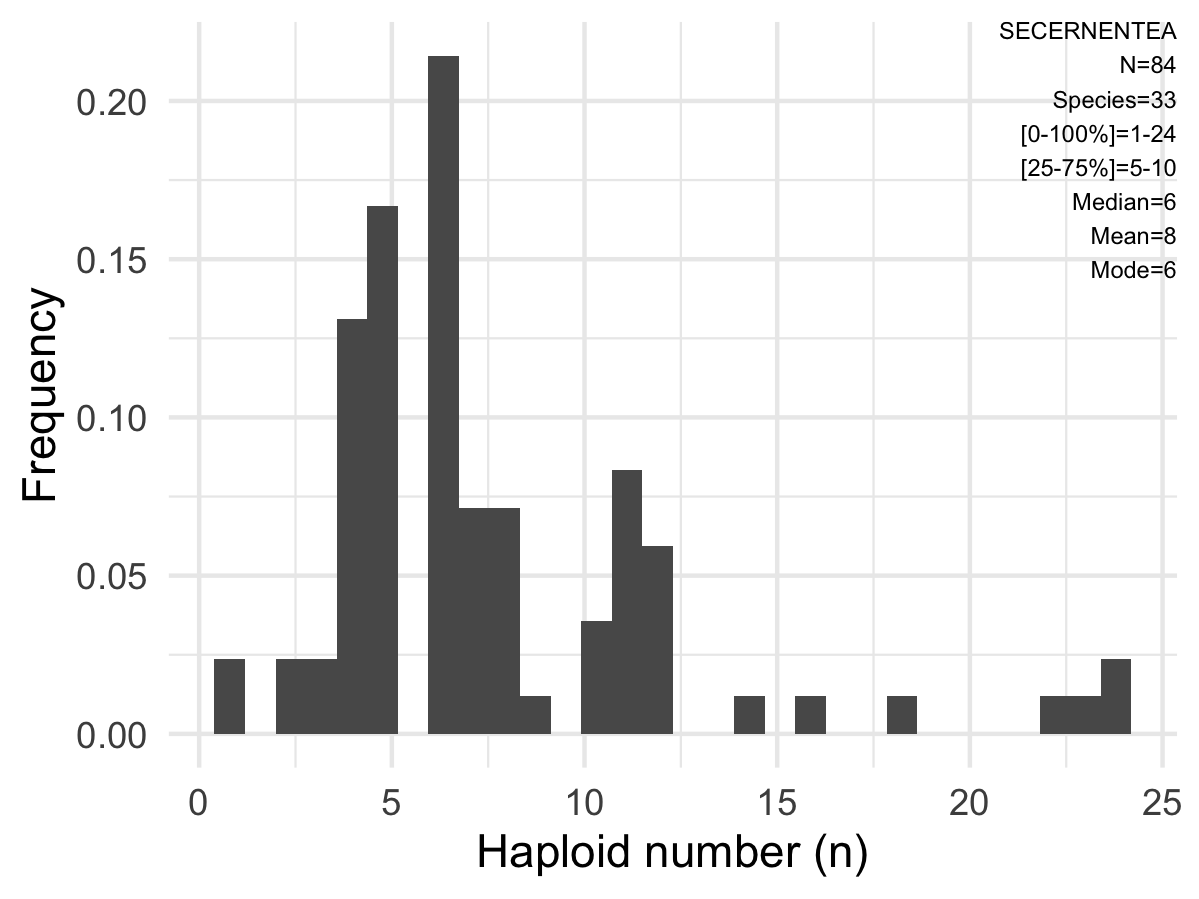 SECERNENTEA
N=84
Species=33
[0-100%]=1-24
[25-75%]=5-10
Median=6
Mean=8
Mode=6
Frequency
0.20
0.15
0.10
0.05
0.00
0 5 10 15 20 25
Haploid number (n)